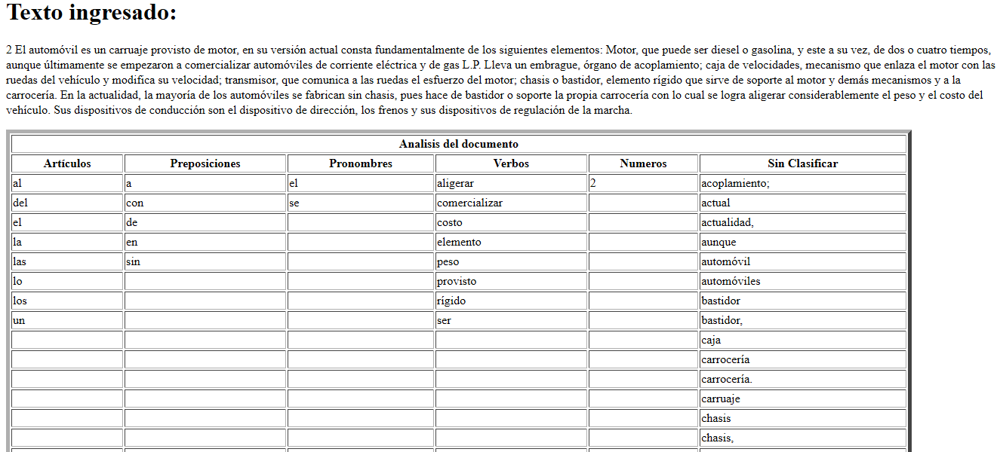 Texto ingresado:
2 El automóvil es un carruaje provisto de motor, en su versión actual consta fundamentalmente de los siguientes elementos: Motor, que puede ser diesel o gasolina, y este a su vez, de dos o cuatro tiempos,
aunque últimamente se empezaron a comercializar automóviles de corriente eléctrica y de gas L.P. Lleva un embrague, órgano de acoplamiento; caja de velocidades, mecanismo que enlaza el motor con las
ruedas del vehículo y modifica su velocidad; transmisor, que comunica a las ruedas el esfuerzo del motor; chasis o bastidor, elemento rígido que sirve de soporte al motor y demás mecanismos y a la
carrocería. En la actualidad, la mayoría de los automóviles se fabrican sin chasis, pues hace de bastidor o soporte la propia carrocería con lo cual se logra aligerar considerablemente el peso y el costo del
vehículo. Sus dispositivos de conducción son el dispositivo de dirección, los frenos y sus dispositivos de regulación de la marcha.
Analisis del documento
Artículos Preposiciones Pronombres Verbos Numeros Sin Clasificar
al a el aligerar 2 acoplamiento;
del con se comercializar actual
el de costo actualidad,
la en elemento aunque
las sin peso automóvil
lo provisto automóviles
los rígido bastidor
un ser bastidor,
caja
carrocería
carrocería.
carruaje
chasis
chasis,